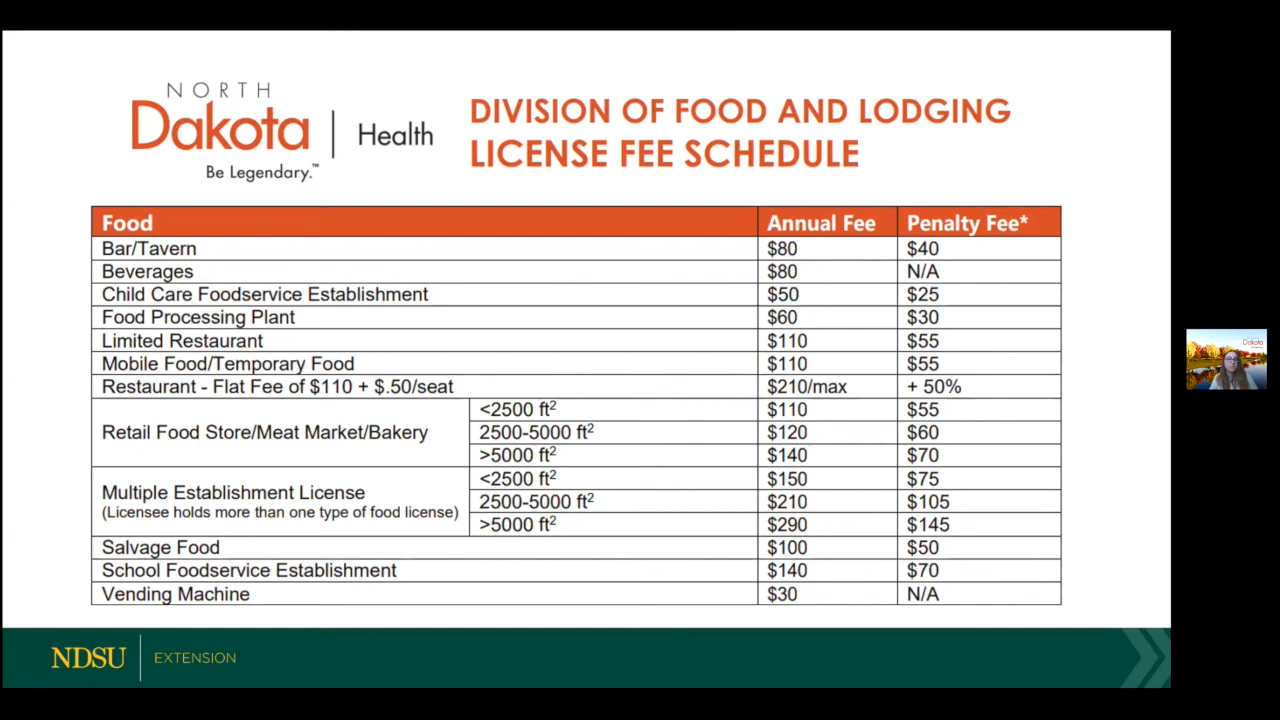 NORTH
Dakota | Health
Be Legendary.™
DIVISION OF FOOD AND LODGING
LICENSE FEE SCHEDULE
Food Annual Fee Penalty Fee*
Bar/Tavern $80 $40
Beverages $80 N/A
Child Care Foodservice Establishment $50 $25
Food Processing Plant $60 $30
Limited Restaurant $110 $55
Mobile Food/Temporary Food $110 $55
Restaurant - Flat Fee of $110 + $.50/seat $210/max + 50%
Retail Food Store/Meat Market/Bakery
<2500 ft² $110 $55
2500-5000 ft² $120 $60
>5000 ft² $140 $70
Multiple Establishment License
(Licensee holds more than one type of food license)
<2500 ft² $150 $75
2500-5000 ft² $210 $105
>5000 ft² $290 $145
Salvage Food $100 $50
School Foodservice Establishment $140 $70
Vending Machine $30 N/A
NDSU EXTENSION
Dakota